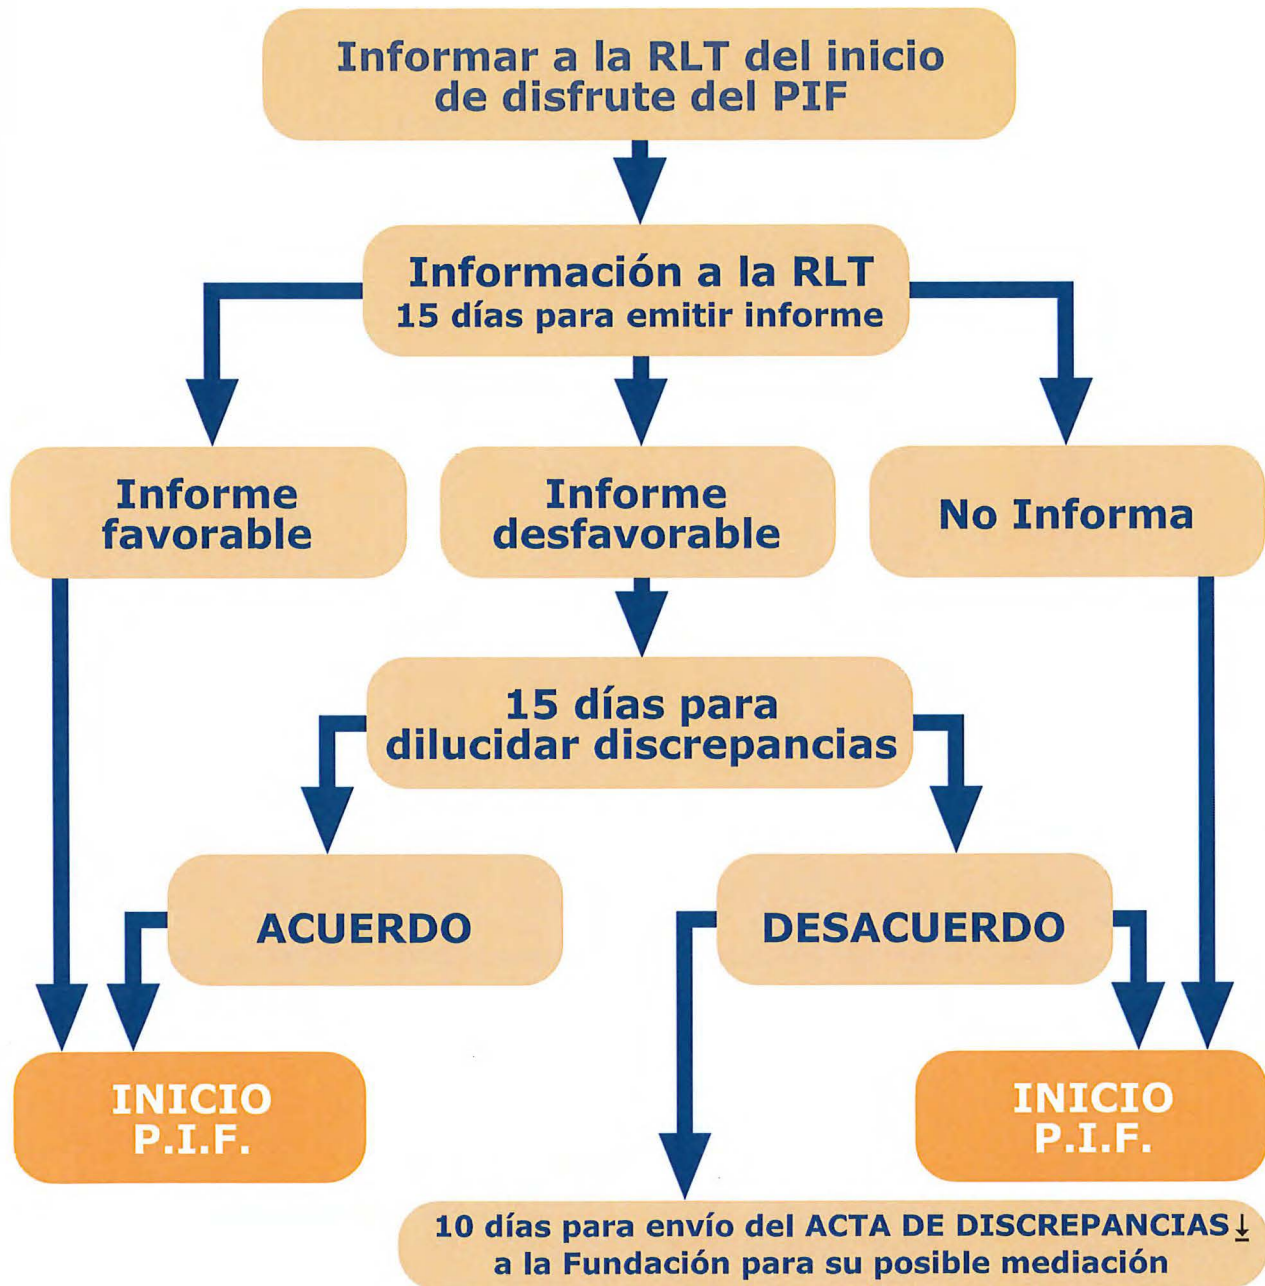 Informar a la RLT del inicio
de disfrute del PIF
Información a la RLT
15 días para emitir informe
Informe
favorable
Informe
desfavorable
No Informa
15 días para
dilucidar discrepancias
ACUERDO
DESACUERDO
INICIO
P.I.F.
INICIO
P.I.F.
10 días para envío del ACTA DE DISCREPANCIAS ↓
a la Fundación para su posible mediación